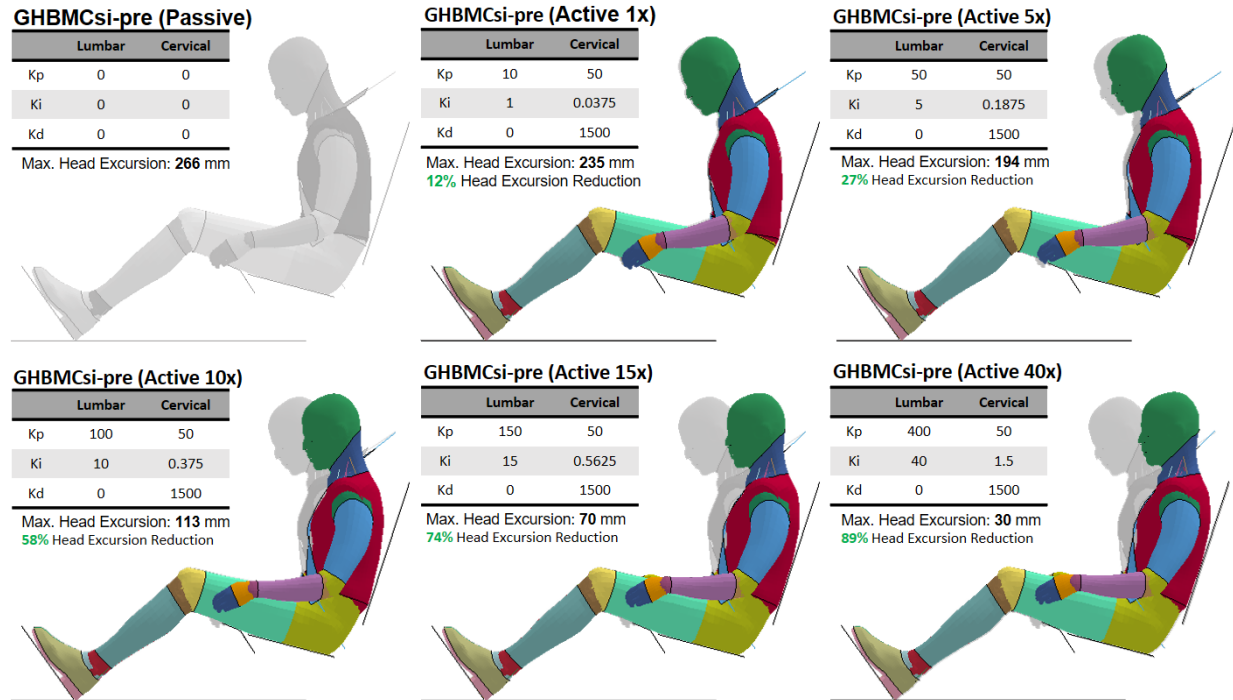 GHBMCsi-pre (Passive)
Lumbar Cervical
Kp 0 0
Ki 0 0
Kd 0 0
Max. Head Excursion: 266 mm
GHBMCsi-pre (Active 1x)
Lumbar Cervical
Kp 10 50
Ki 1 0.0375
Kd 0 1500
Max. Head Excursion: 235 mm
12% Head Excursion Reduction
GHBMCsi-pre (Active 5x)
Lumbar Cervical
Kp 50 50
Ki 5 0.1875
Kd 0 1500
Max. Head Excursion: 194 mm
27% Head Excursion Reduction
GHBMCsi-pre (Active 10x)
Lumbar Cervical
Kp 100 50
Ki 10 0.375
Kd 0 1500
Max. Head Excursion: 113 mm
58% Head Excursion Reduction
GHBMCsi-pre (Active 15x)
Lumbar Cervical
Kp 150 50
Ki 15 0.5625
Kd 0 1500
Max. Head Excursion: 70 mm
74% Head Excursion Reduction
GHBMCsi-pre (Active 40x)
Lumbar Cervical
Kp 400 50
Ki 40 1.5
Kd 0 1500
Max. Head Excursion: 30 mm
89% Head Excursion Reduction